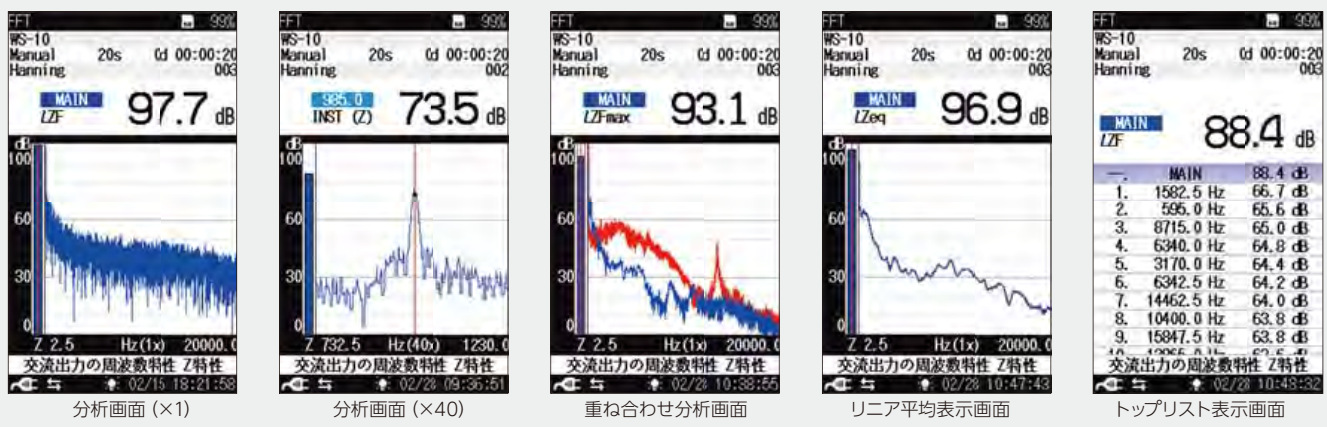 FFT 99%
WS-10
Manual 20s 0d 00:00:20
Hanning 003
MAIN
LZF 97.7 dB
dB
100
60
30
0
Z 2.5 Hz(1x) 20000.0
交流出力の周波数特性 Z特性
02/15 18:21:58
分析画面 (×1)
FFT 99%
WS-10
Manual 20s 0d 00:00:20
Hanning 002
985.0
INST (Z) 73.5 dB
dB
100
60
30
0
Z 732.5 Hz(40x) 1230.0
交流出力の周波数特性 Z特性
02/28 09:36:51
分析画面 (×40)
FFT 99%
WS-10
Manual 20s 0d 00:00:20
Hanning 003
MAIN
LZFmax 93.1 dB
dB
100
60
30
0
Z 2.5 Hz(1x) 20000.0
交流出力の周波数特性 Z特性
02/28 10:38:55
重ね合わせ分析画面
FFT 99%
WS-10
Manual 20s 0d 00:00:20
Hanning 003
MAIN
LZeq 96.9 dB
dB
100
60
30
0
Z 2.5 Hz(1x) 20000.0
交流出力の周波数特性 Z特性
02/28 10:47:43
リニア平均表示画面
FFT 99%
WS-10
Manual 20s 0d 00:00:20
Hanning 003
MAIN
LZF 88.4 dB
--. MAIN 88.4 dB
1. 1582.5 Hz 66.7 dB
2. 595.0 Hz 65.6 dB
3. 8715.0 Hz 65.0 dB
4. 6340.0 Hz 64.8 dB
5. 3170.0 Hz 64.4 dB
6. 6342.5 Hz 64.2 dB
7. 14462.5 Hz 64.0 dB
8. 10400.0 Hz 63.8 dB
9. 15847.5 Hz 63.8 dB
交流出力の周波数特性 Z特性
02/28 10:48:32
トップリスト表示画面